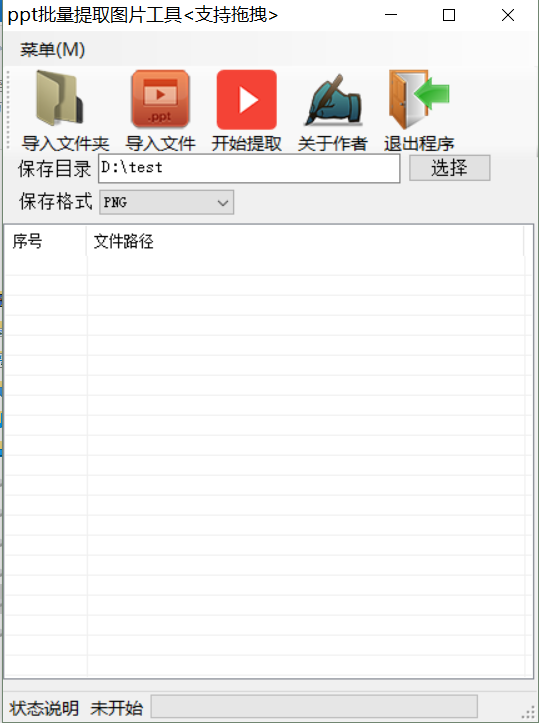 ppt批量提取图片工具<支持拖拽>
菜单(M)
.ppt
导入文件夹 导入文件 开始提取 关于作者 退出程序
保存目录 D:\test 选择
保存格式 PNG
序号 文件路径
状态说明 未开始